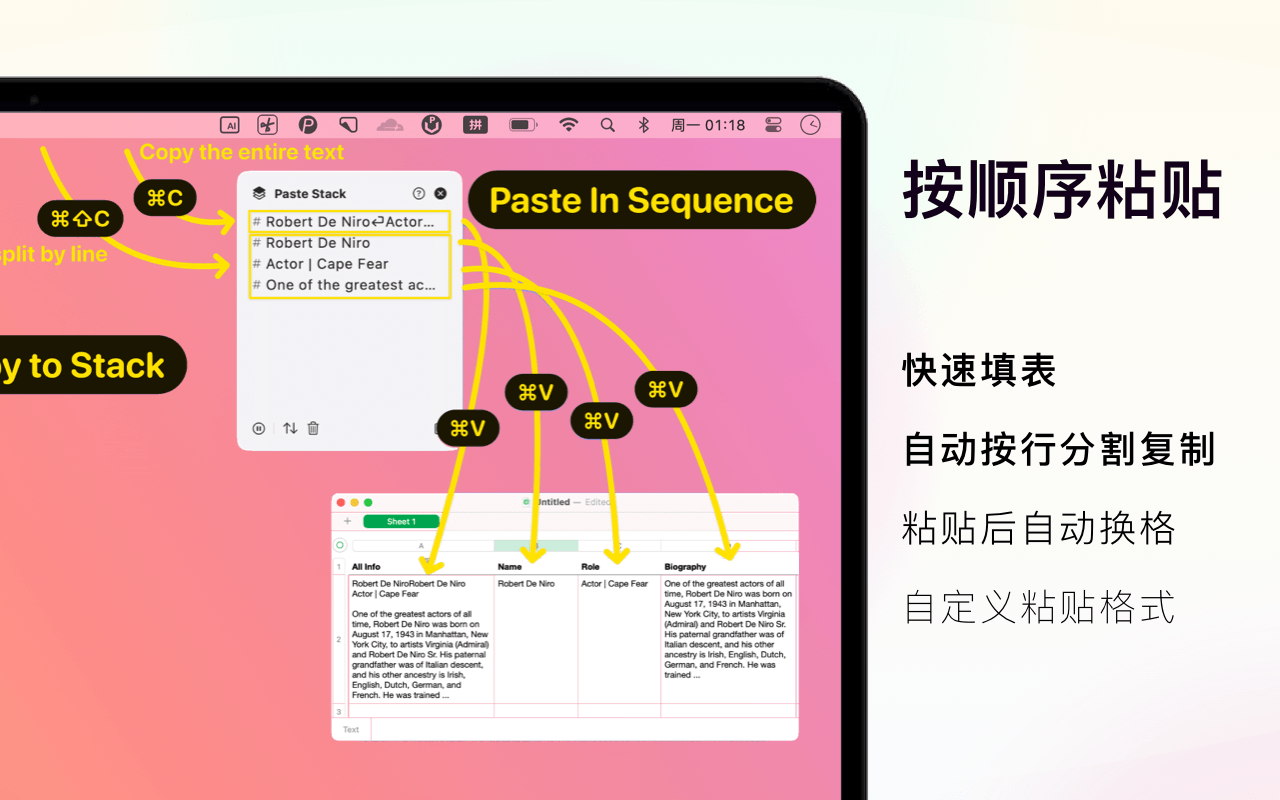 周一 01:18
Copy the entire text
⌘C
⌘⇧C
split by line
y to Stack
Paste Stack
# Robert De Niro↵Actor...
# Robert De Niro
# Actor | Cape Fear
# One of the greatest ac...
Paste In Sequence
⌘V
⌘V
⌘V
⌘V
Untitled — Edited
Sheet 1
A
1
All Info
Name
Role
Biography
2
Robert De NiroRobert De Niro
Actor | Cape Fear
One of the greatest actors of all
time, Robert De Niro was born on
August 17, 1943 in Manhattan, New
York City, to artists Virginia (Admiral)
and Robert De Niro Sr. His paternal
grandfather was of Italian descent,
and his other ancestry is Irish,
English, Dutch, German, and
French. He was trained ...
Robert De Niro
Actor | Cape Fear
One of the greatest actors of all
time, Robert De Niro was born on
August 17, 1943 in Manhattan,
New York City, to artists Virginia
(Admiral) and Robert De Niro Sr.
His paternal grandfather was of
Italian descent, and his other
ancestry is Irish, English, Dutch,
German, and French. He was
trained ...
3
Text
按顺序粘贴
快速填表
自动按行分割复制
粘贴后自动换格
自定义粘贴格式